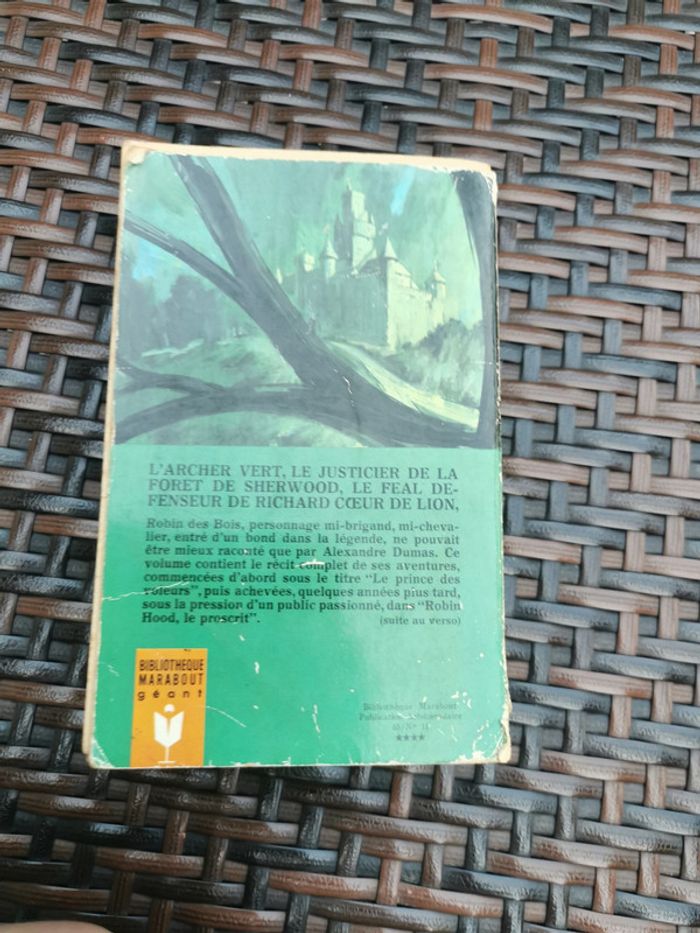 L'ARCHER VERT, LE JUSTICIER DE LA
FORET DE SHERWOOD, LE FEAL DE-
FENSEUR DE RICHARD CŒUR DE LION,
Robin des Bois, personnage mi-brigand, mi-cheva-
lier, entré d'un bond dans la légende, ne pouvait
être mieux raconté que par Alexandre Dumas. Ce
volume contient le récit complet de ses aventures,
commencées d'abord sous le titre "Le prince des
voleurs", puis achevées, quelques années plus tard,
sous la pression d'un public passionné, dans "Robin
Hood, le proscrit".
(suite au verso)
BIBLIOTHEQUE
MARABOUT
géant
Bibliothèque Marabout
Publication
★★★★